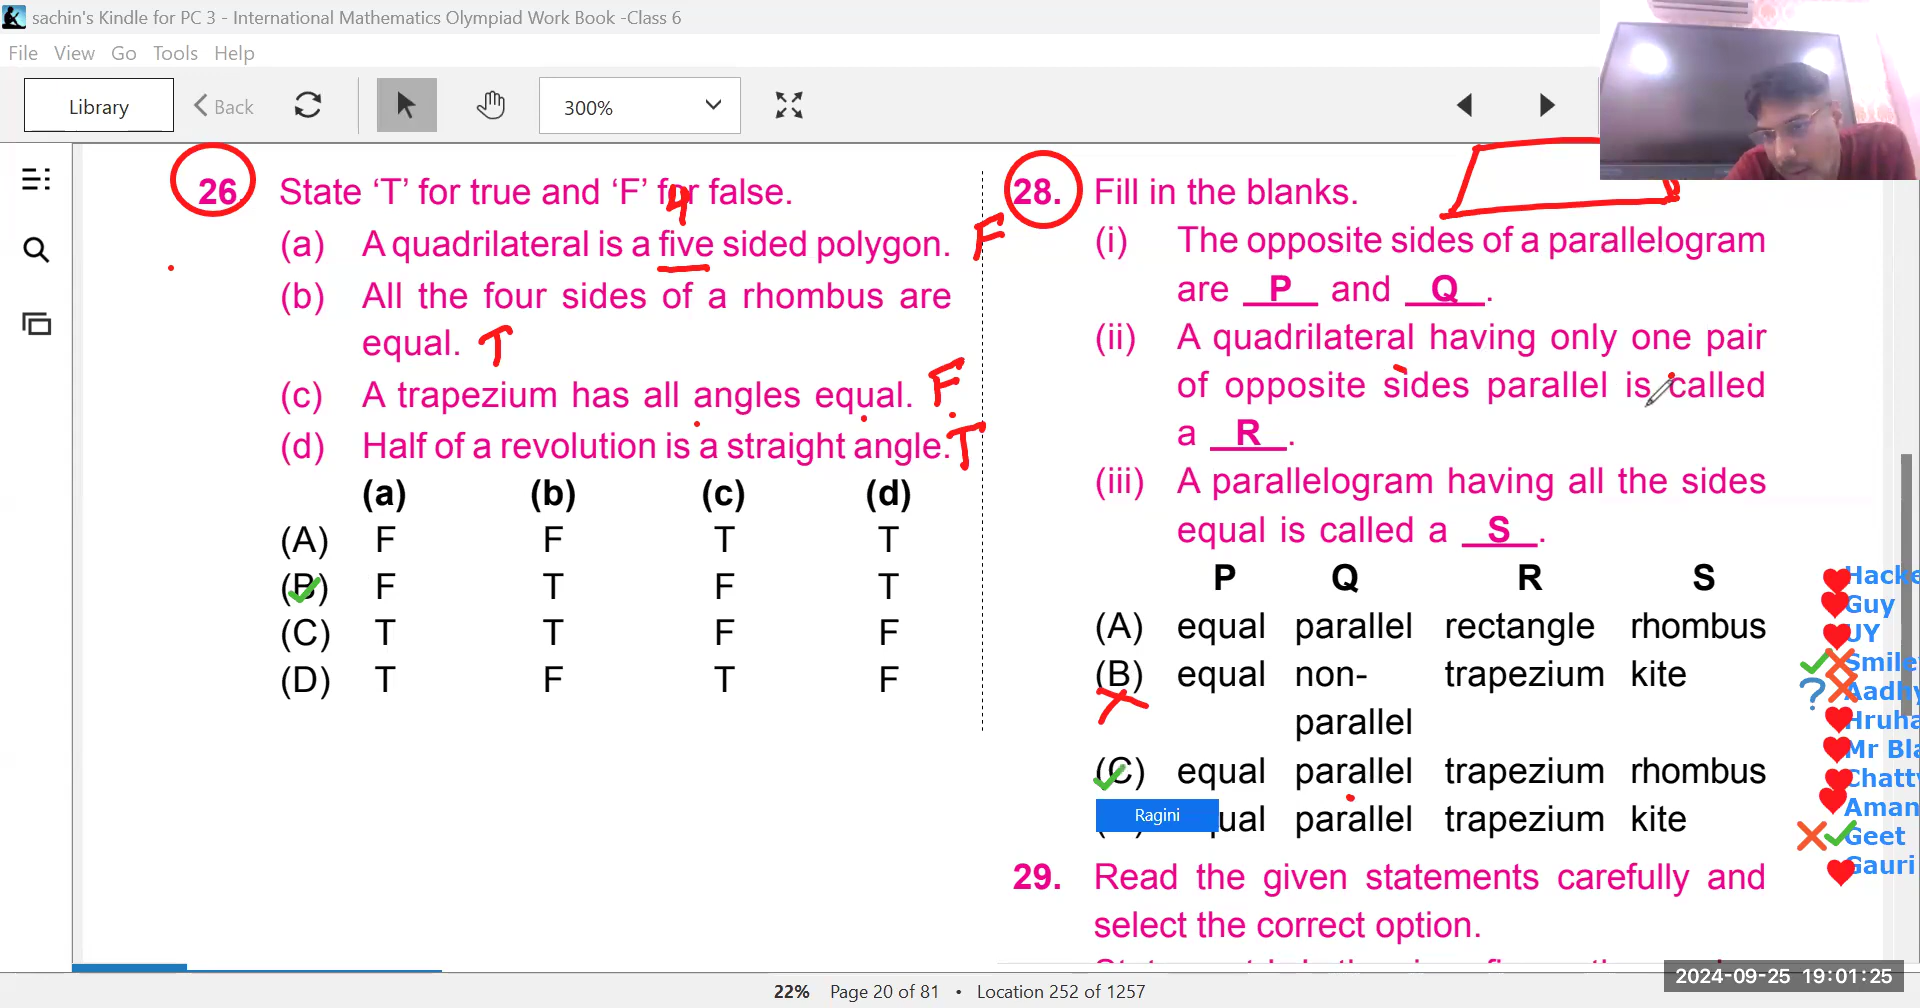 sachin's Kindle for PC 3 - International Mathematics Olympiad Work Book -Class 6
File View Go Tools Help
Library
Back
300%
26. State ‘T’ for true and ‘F’ for false.
4
(a) A quadrilateral is a five sided polygon. F
(b) All the four sides of a rhombus are
equal. T
(c) A trapezium has all angles equal. F
(d) Half of a revolution is a straight angle. T
(a) (b) (c) (d)
(A) F F T T
(B) F T F T
(C) T T F F
(D) T F T F
28. Fill in the blanks.
(i) The opposite sides of a parallelogram
are P and Q.
(ii) A quadrilateral having only one pair
of opposite sides parallel is called
a R.
(iii) A parallelogram having all the sides
equal is called a S.
P Q R S
(A) equal parallel rectangle rhombus
(B) equal non- trapezium kite
parallel
(C) equal parallel trapezium rhombus
Ragini ual parallel trapezium kite
29. Read the given statements carefully and
select the correct option.
Hacke
Guy
UY
Smile
Aadhy
Hruha
Mr Bla
Chatty
Aman
Geet
Gauri
2024-09-25 19:01:25
22% Page 20 of 81 • Location 252 of 1257